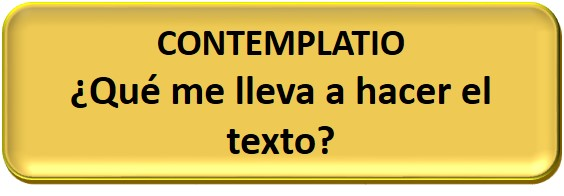 CONTEMPLATIO
¿Qué me lleva a hacer el
texto?